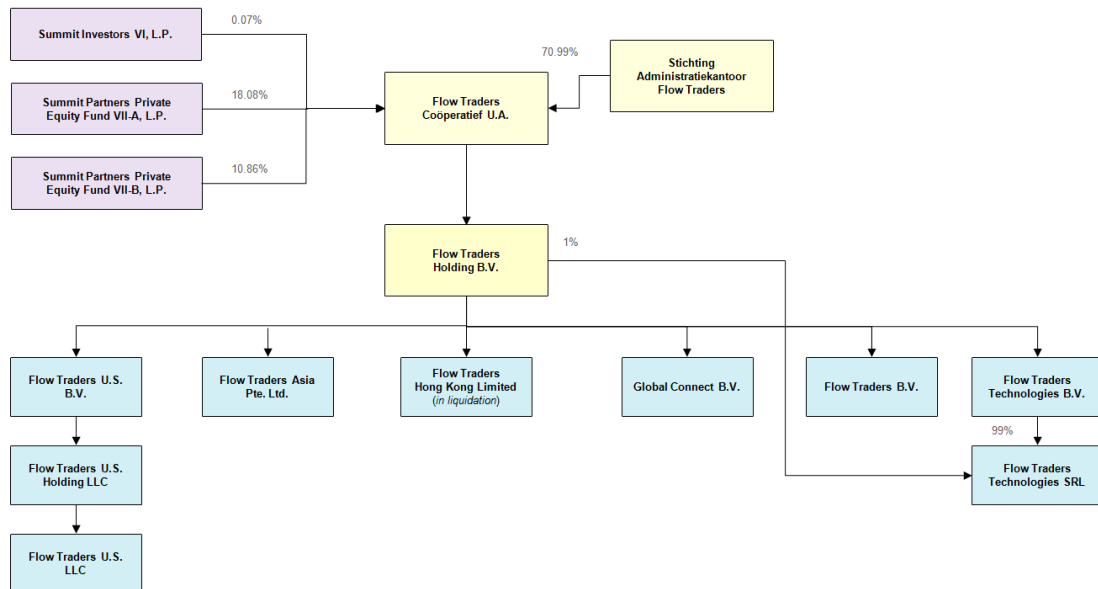 Summit Investors VI, L.P.
0.07%
70.99%
Stichting
Administratiekantoor
Flow Traders
Summit Partners Private
Equity Fund VII-A, L.P.
18.08%
Flow Traders
Coöperatief U.A.
Summit Partners Private
Equity Fund VII-B, L.P.
10.86%
Flow Traders
Holding B.V.
1%
Flow Traders U.S.
B.V.
Flow Traders Asia
Pte. Ltd.
Flow Traders
Hong Kong Limited
(in liquidation)
Global Connect B.V.
Flow Traders B.V.
Flow Traders
Technologies B.V.
99%
Flow Traders U.S.
Holding LLC
Flow Traders
Technologies SRL
Flow Traders U.S.
LLC